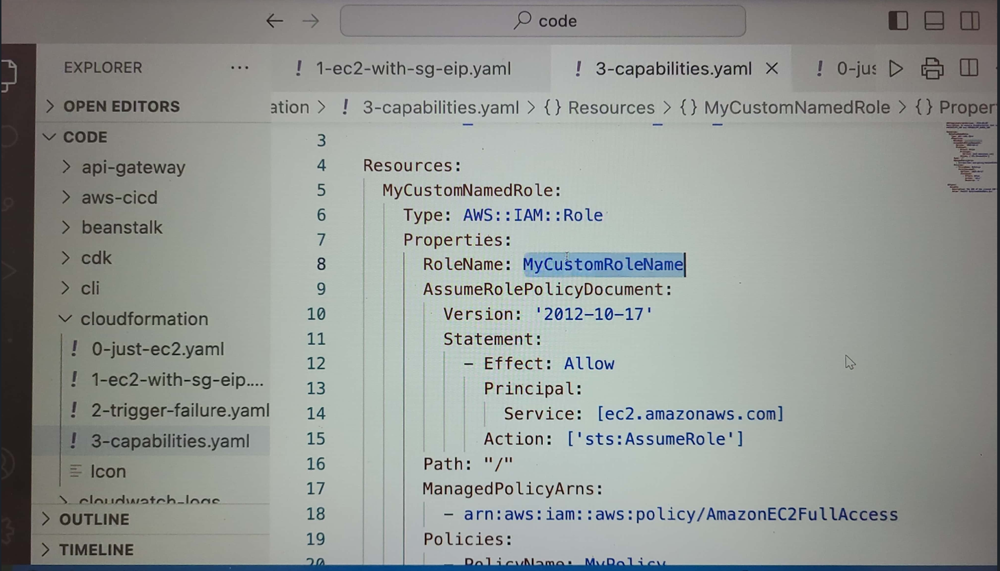 code
EXPLORER ...
! 1-ec2-with-sg-eip.yaml ! 3-capabilities.yaml × ! 0-jus
OPEN EDITORS
ation > ! 3-capabilities.yaml > {} Resources > {} MyCustomNamedRole > {} Proper
CODE
api-gateway
aws-cicd
beanstalk
cdk
cli
cloudformation
! 0-just-ec2.yaml
! 1-ec2-with-sg-eip....
! 2-trigger-failure.yaml
! 3-capabilities.yaml
Icon
cloudwatch-logs
OUTLINE
TIMELINE
3
4 Resources:
5 MyCustomNamedRole:
6 Type: AWS::IAM::Role
7 Properties:
8 RoleName: MyCustomRoleName
9 AssumeRolePolicyDocument:
10 Version: '2012-10-17'
11 Statement:
12 - Effect: Allow
13 Principal:
14 Service: [ec2.amazonaws.com]
15 Action: ['sts:AssumeRole']
16 Path: "/"
17 ManagedPolicyArns:
18 - arn:aws:iam::aws:policy/AmazonEC2FullAccess
19 Policies:
20 - PolicyName: MyPolicy